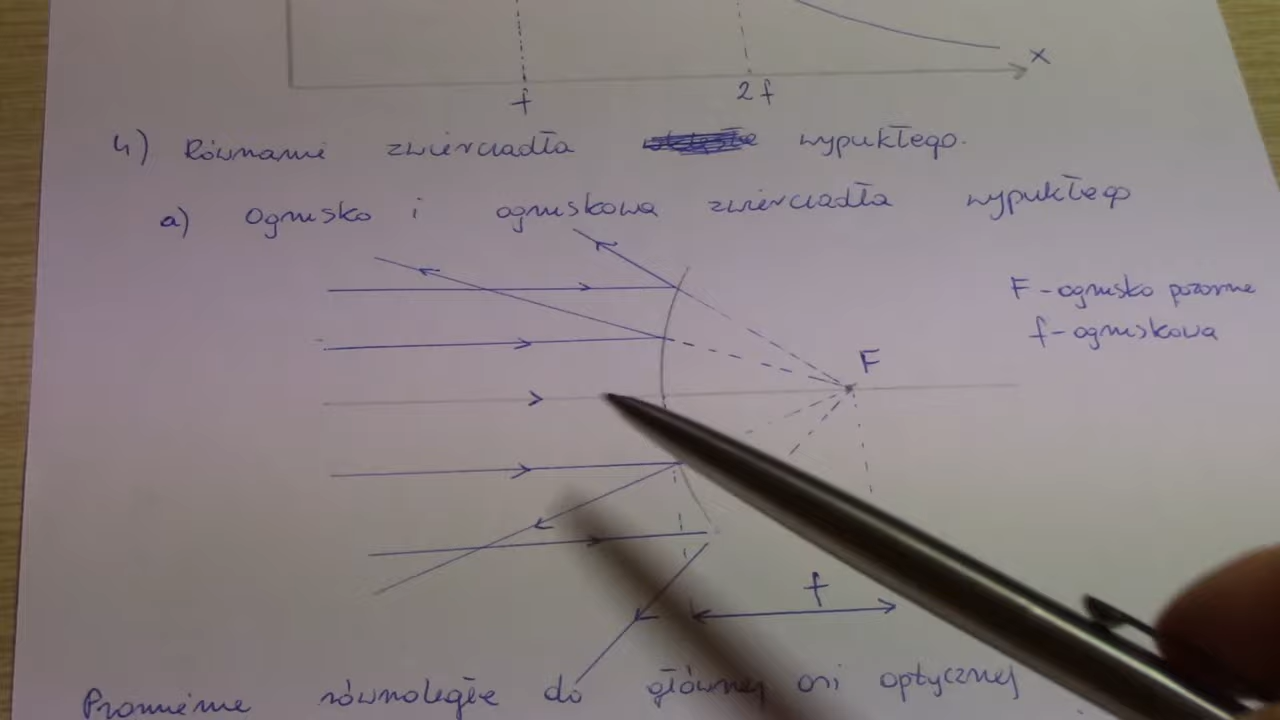 x
f 2f
4) Równanie zwierciadła wypukłego.
a) Ognisko i ogniskowa zwierciadła wypukłego
F - ognisko pozorne
f - ogniskowa
F
f
Promienie równoległe do głównej osi optycznej